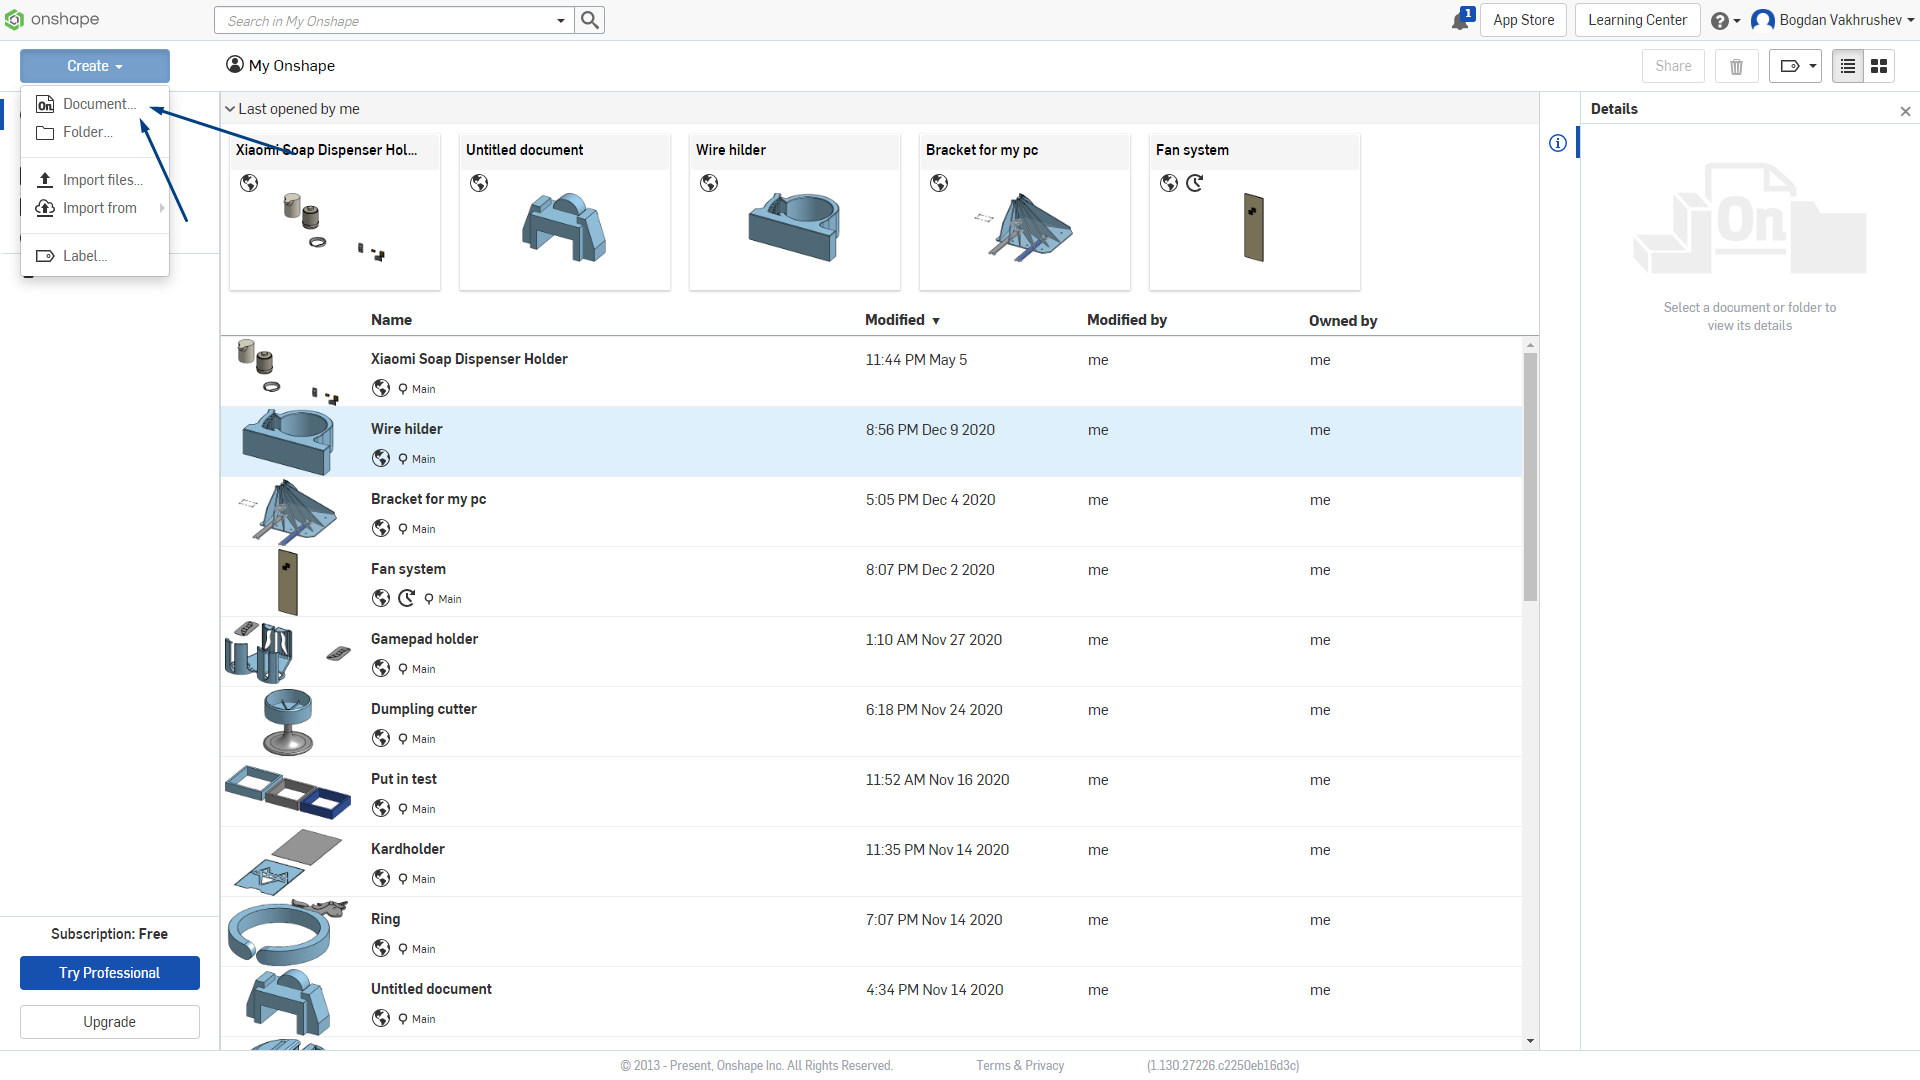 onshape
Search in My Onshape
1
App Store
Learning Center
Bogdan Vakhrushev
Create
My Onshape
Share
Document...
Folder...
Import files...
Import from
Label...
Last opened by me
Xiaomi Soap Dispenser Hol...
Untitled document
Wire hilder
Bracket for my pc
Fan system
Details
On
Select a document or folder to
view its details
Name Modified ▼ Modified by Owned by
Xiaomi Soap Dispenser Holder 11:44 PM May 5 me me
Main
Wire hilder 8:56 PM Dec 9 2020 me me
Main
Bracket for my pc 5:05 PM Dec 4 2020 me me
Main
Fan system 8:07 PM Dec 2 2020 me me
Main
Gamepad holder 1:10 AM Nov 27 2020 me me
Main
Dumpling cutter 6:18 PM Nov 24 2020 me me
Main
Put in test 11:52 AM Nov 16 2020 me me
Main
Kardholder 11:35 PM Nov 14 2020 me me
Main
Ring 7:07 PM Nov 14 2020 me me
Main
Untitled document 4:34 PM Nov 14 2020 me me
Main
Subscription: Free
Try Professional
Upgrade
© 2013 - Present, Onshape Inc. All Rights Reserved. Terms & Privacy (1.130.27226.c2250eb16d3c)